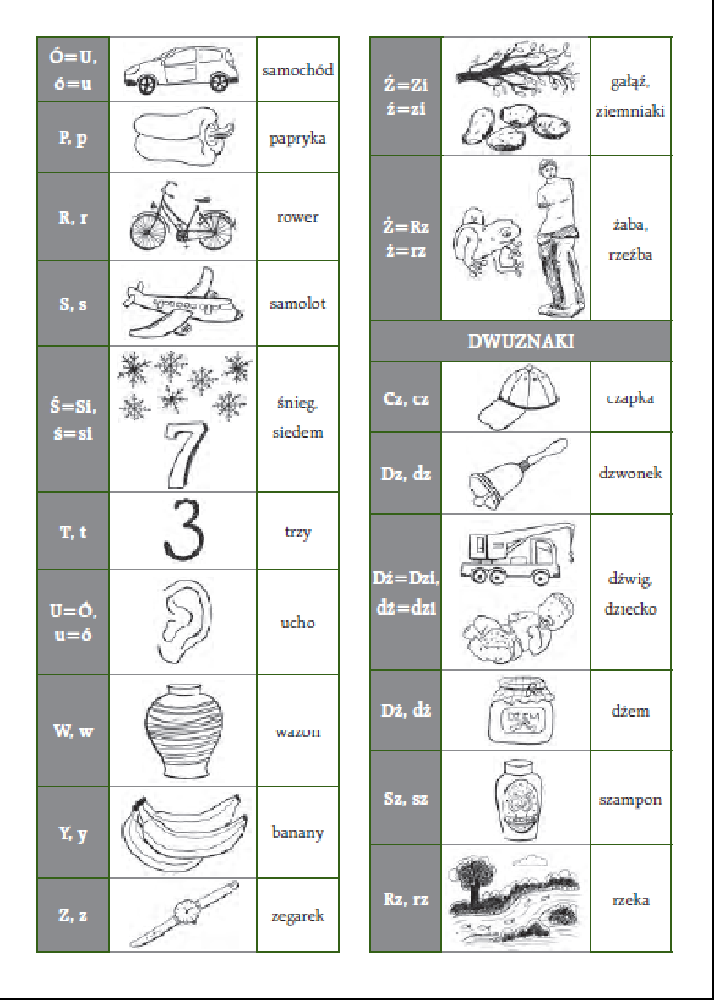 Ó=U,
ó=u
samochód
P, p
papryka
R, r
rower
S, s
samolot
Ś=Si,
ś=si
śnieg,
siedem
7
T, t
3
trzy
U=Ó,
u=ó
ucho
W, w
wazon
Y, y
banany
Z, z
zegarek
Ź=Zi
ź=zi
gałąź,
ziemniaki
Ż=Rz
ż=rz
żaba,
rzeźba
DWUZNAKI
Cz, cz
czapka
Dz, dz
dzwonek
Dź=Dzi,
dź=dzi
dźwig,
dziecko
Dż, dż
DŻEM
dżem
Sz, sz
szampon
Rz, rz
rzeka